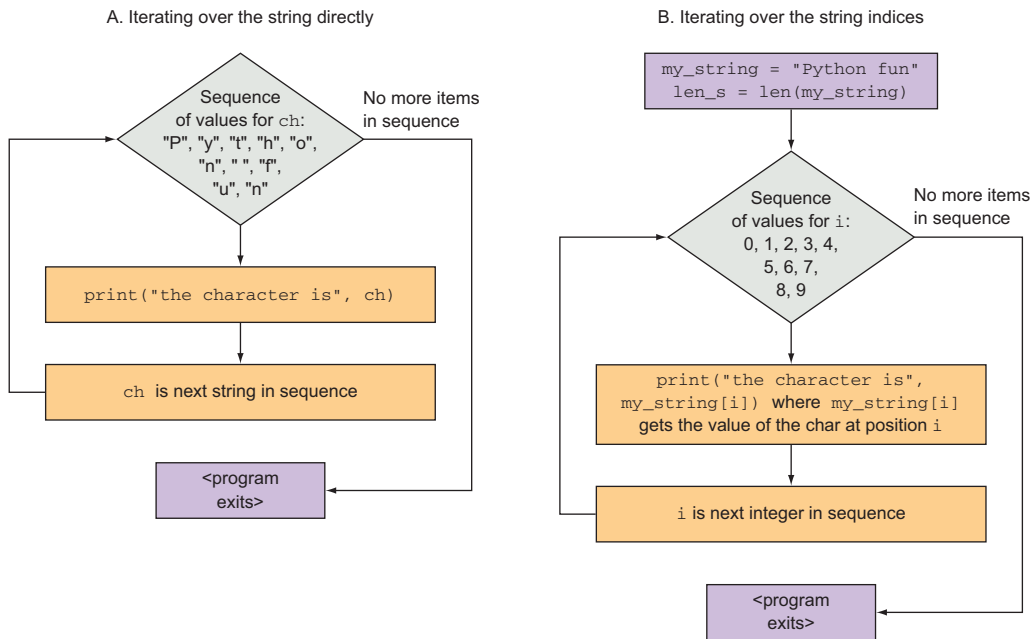 A. Iterating over the string directly
Sequence
of values for ch:
"P", "y", "t", "h", "o",
"n", " ", "f",
"u", "n"
No more items
in sequence
print("the character is", ch)
ch is next string in sequence
<program
exits>
B. Iterating over the string indices
my_string = "Python fun"
len_s = len(my_string)
Sequence
of values for i:
0, 1, 2, 3, 4,
5, 6, 7,
8, 9
No more items
in sequence
print("the character is",
my_string[i]) where my_string[i]
gets the value of the char at position i
i is next integer in sequence
<program
exits>